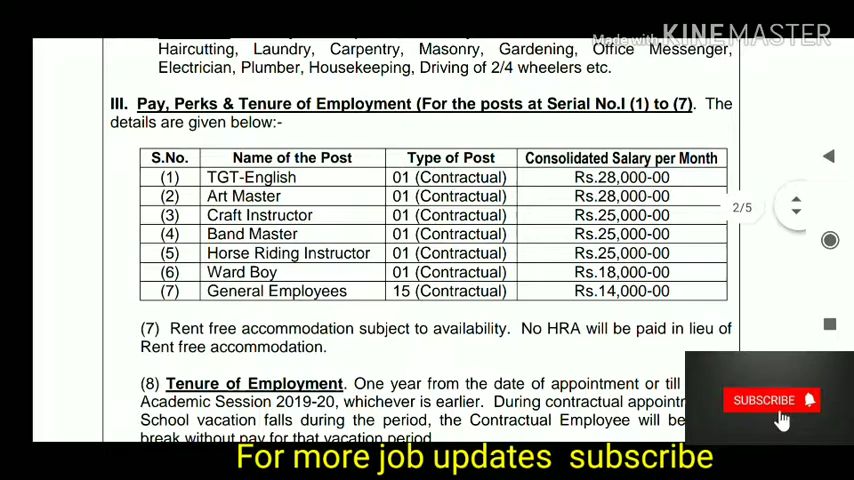 Made with KINEMASTER
Haircutting, Laundry, Carpentry, Masonry, Gardening, Office Messenger,
Electrician, Plumber, Housekeeping, Driving of 2/4 wheelers etc.
III. Pay, Perks & Tenure of Employment (For the posts at Serial No.I (1) to (7). The
details are given below:-
S.No. Name of the Post Type of Post Consolidated Salary per Month
(1) TGT-English 01 (Contractual) Rs.28,000-00
(2) Art Master 01 (Contractual) Rs.28,000-00
(3) Craft Instructor 01 (Contractual) Rs.25,000-00
(4) Band Master 01 (Contractual) Rs.25,000-00
(5) Horse Riding Instructor 01 (Contractual) Rs.25,000-00
(6) Ward Boy 01 (Contractual) Rs.18,000-00
(7) General Employees 15 (Contractual) Rs.14,000-00
2/5
(7) Rent free accommodation subject to availability. No HRA will be paid in lieu of
Rent free accommodation.
(8) Tenure of Employment. One year from the date of appointment or till
Academic Session 2019-20, whichever is earlier. During contractual appoint
School vacation falls during the period, the Contractual Employee will be
break without pay for that vacation period
SUBSCRIBE
For more job updates subscribe